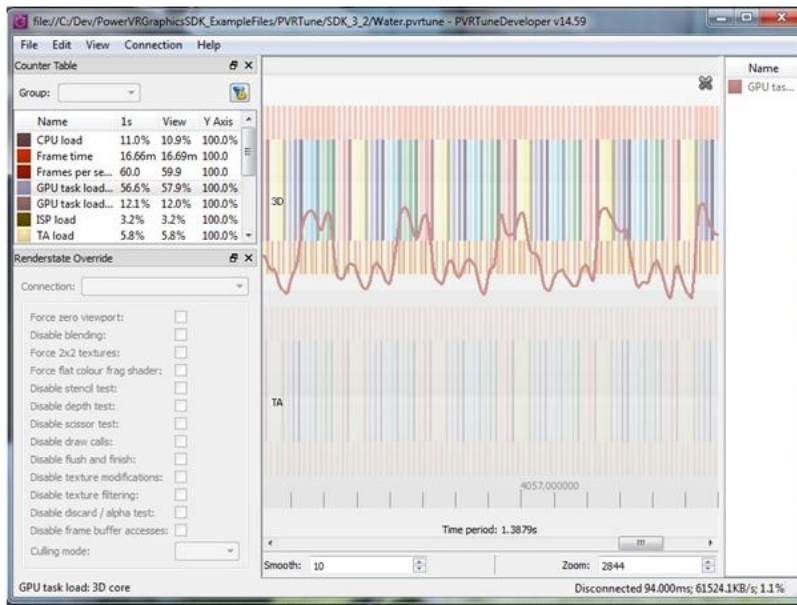 file://C:/Dev/PowerVRGraphicsSDK_ExampleFiles/PVRTune/SDK_3_2/Water.pvrtune - PVRTuneDeveloper v14.59
File Edit View Connection Help
Counter Table
Group:
Name 1s View Y Axis
CPU load 11.0% 10.9% 100.0%
Frame time 16.66m 16.69m 100.0
Frames per se... 60.0 59.9 100.0
GPU task load... 56.6% 57.9% 100.0%
GPU task load... 12.1% 12.0% 100.0%
ISP load 3.2% 3.2% 100.0%
TA load 5.8% 5.8% 100.0%
Renderstate Override
Connection:
Force zero viewport:
Disable blending:
Force 2x2 textures:
Force flat colour frag shader:
Disable stencil test:
Disable depth test:
Disable scissor test:
Disable draw calls:
Disable flush and finish:
Disable texture modifications:
Disable texture filtering:
Disable discard / alpha test:
Disable frame buffer accesses:
Culling mode:
3D
TA
4057.000000
Time period: 1.3879s
Smooth: 10
Zoom: 2844
Name
GPU tas...
GPU task load: 3D core
Disconnected 94.000ms; 61524.1KB/s; 1.1%